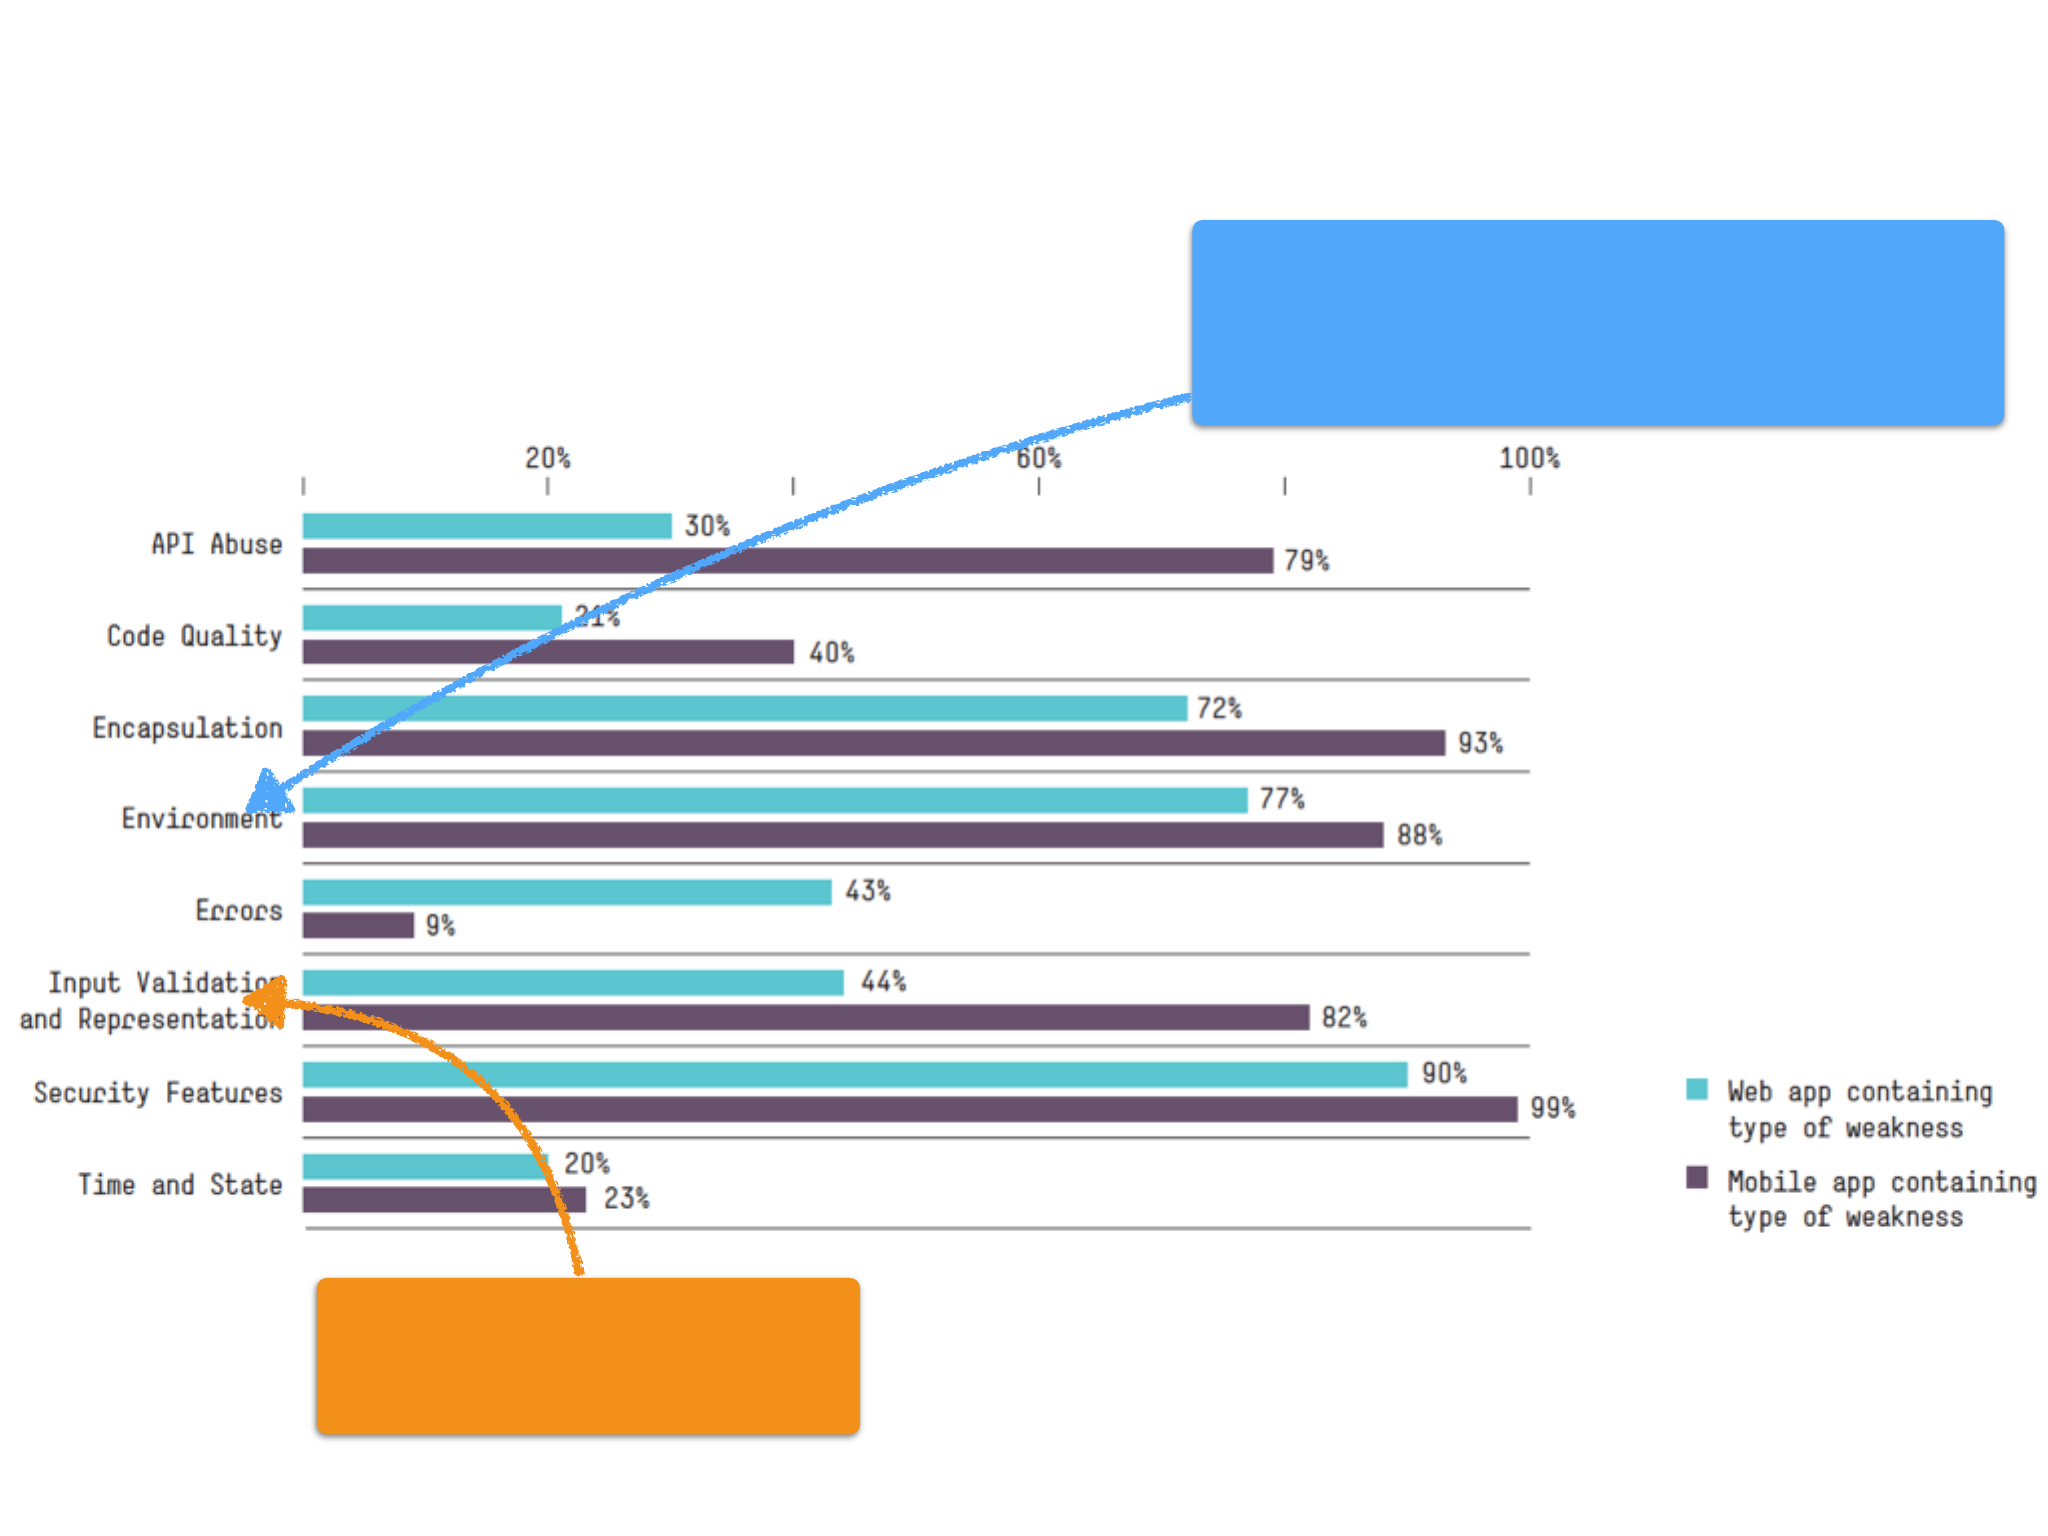 20% 60% 100%
API Abuse 30%
79%
Code Quality 21%
40%
Encapsulation 72%
93%
Environment 77%
88%
Errors 43%
9%
Input Validation 44%
and Representation 82%
Security Features 90%
99%
Time and State 20%
23%
Web app containing
type of weakness
Mobile app containing
type of weakness